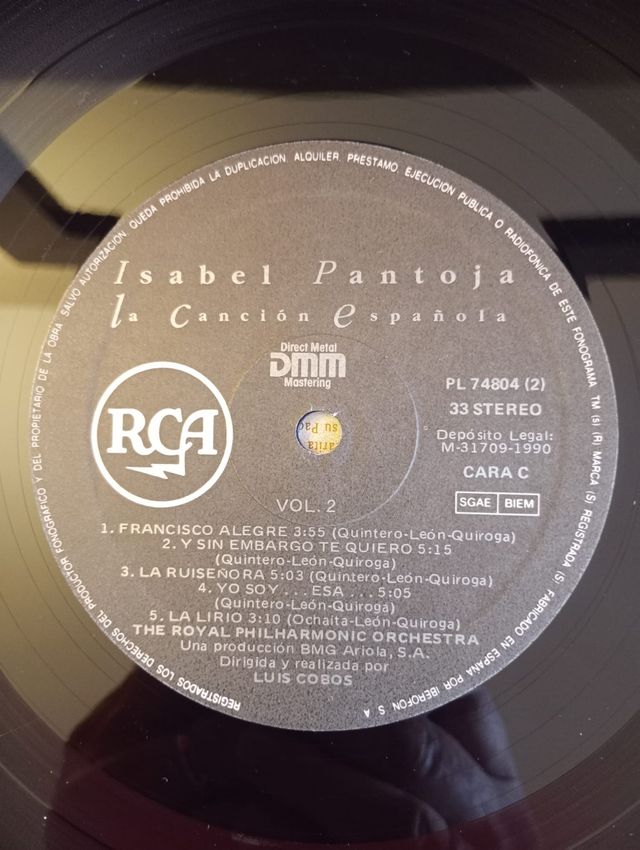 REGISTRADOS LOS DERECHOS DEL PRODUCTOR FONOGRAFICO Y DEL PROPIETARIO DE LA OBRA. SALVO AUTORIZACION, QUEDA PROHIBIDA LA DUPLICACION ALQUILER, PRESTAMO, EJECUCION PUBLICA O RADIOFONICA DE ESTE FONOGRAMA TM (s) (R) MARCA (S) REGISTRADA (S) FABRICADO EN ESPAÑA POR IBEROFON S A
Isabel Pantoja
la Canción española
Direct Metal
DMM
Mastering
RCA
PL 74804 (2)
33 STEREO
Depósito Legal:
M-31709-1990
CARA C
SGAE BIEM
VOL. 2
1. FRANCISCO ALEGRE 3:55 (Quintero-León-Quiroga)
2. Y SIN EMBARGO TE QUIERO 5:15
(Quintero-León-Quiroga)
3. LA RUISEÑORA 5:03 (Quintero-León-Quiroga)
4. YO SOY . . . ESA . . . 5:05
(Quintero-León-Quiroga)
5. LA LIRIO 3:10 (Ochaíta-León-Quiroga)
THE ROYAL PHILHARMONIC ORCHESTRA
Una producción BMG Ariola, S.A.
Dirigida y realizada por
LUIS COBOS